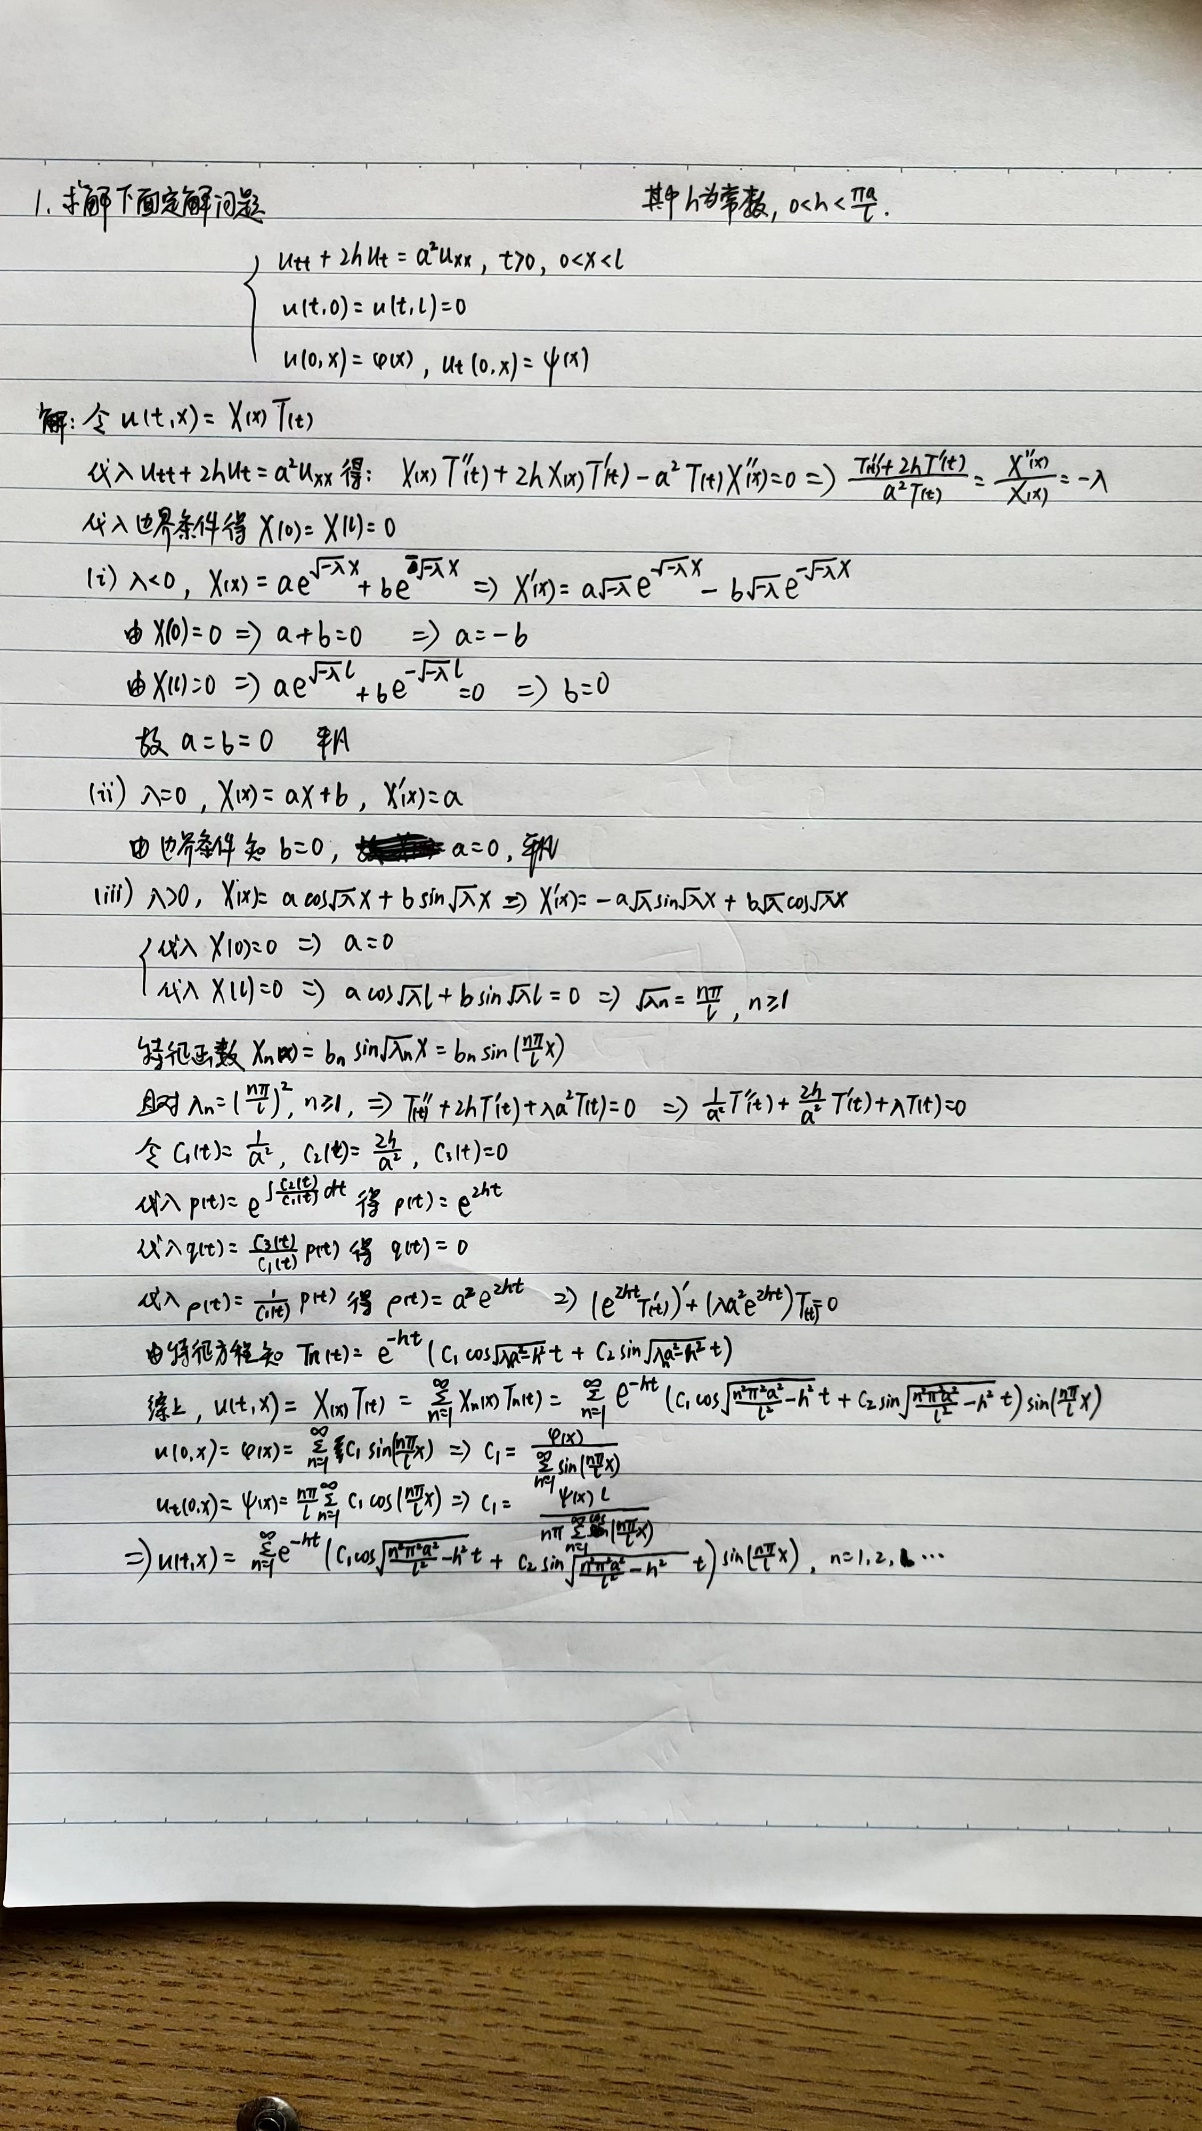 1. 求解下面定解问题 其中h为常数, 0<h<πa/l.
u_tt + 2hu_t = a²u_xx, t>0, 0<x<l
u(t,0) = u(t,l) = 0
u(0,x) = φ(x), u_t(0,x) = ψ(x)
解: 令 u(t,x) = X(x)T(t)
代入 u_tt + 2hu_t = a²u_xx 得: X(x)T''(t) + 2hX(x)T'(t) - a²T(t)X''(x) = 0 => (T''(t) + 2hT'(t))/(a²T(t)) = X''(x)/X(x) = -λ
代入边界条件得 X(0) = X(l) = 0
(i) λ<0, X(x) = ae^{√-λ x} + be^{-√-λ x} => X'(x) = a√-λ e^{√-λ x} - b√-λ e^{-√-λ x}
由 X(0) = 0 => a+b=0 => a=-b
由 X(l) = 0 => ae^{√-λ l} + be^{-√-λ l} = 0 => b=0
故 a=b=0 平凡
(ii) λ=0, X(x) = ax+b, X'(x) = a
由边界条件知 b=0, a=0, 平凡
(iii) λ>0, X(x) = a cos√λ x + b sin√λ x => X'(x) = -a√λ sin√λ x + b√λ cos√λ x
代入 X(0)=0 => a=0
代入 X(l)=0 => a cos√λ l + b sin√λ l = 0 => √λn = nπ/l, n≥1
特征函数 Xn(x) = bn sin√λn x = bn sin(nπ/l x)
且对 λn = (nπ/l)², n≥1, => T''(t) + 2hT'(t) + λa²T(t) = 0 => 1/a² T''(t) + 2h/a² T'(t) + λT(t) = 0
令 C₁(t) = 1/a², C₂(t) = 2h/a², C₃(t) = 0
代入 p(t) = e^{∫C₂(t)/C₁(t) dt} 得 p(t) = e^{2ht}
代入 q(t) = C₃(t)/C₁(t) p(t) 得 q(t) = 0
代入 ρ(t) = 1/C₁(t) p(t) 得 ρ(t) = a²e^{2ht} => (e^{2ht}T'(t))' + (λa²e^{2ht})T(t) = 0
由特征方程知 Tn(t) = e^{-ht}(C₁ cos√(λna²-h²) t + C₂ sin√(λna²-h²) t)
综上, u(t,x) = X(x)T(t) = Σ_{n=1}^∞ Xn(x)Tn(t) = Σ_{n=1}^∞ e^{-ht}(C₁ cos√(n²π²a²/l² - h²) t + C₂ sin√(n²π²a²/l² - h²) t) sin(nπ/l x)
u(0,x) = φ(x) = Σ_{n=1}^∞ C₁ sin(nπ/l x) => C₁ = φ(x)/(Σ_{n=1}^∞ sin(nπ/l x))
u_t(0,x) = ψ(x) = nπ/l Σ_{n=1}^∞ C₁ cos(nπ/l x) => C₁ = ψ(x)l/(nπ Σ_{n=1}^∞ cos(nπ/l x))
=> u(t,x) = Σ_{n=1}^∞ e^{-ht}(C₁ cos√(n²π²a²/l² - h²) t + C₂ sin√(n²π²a²/l² - h²) t) sin(nπ/l x), n=1,2,…